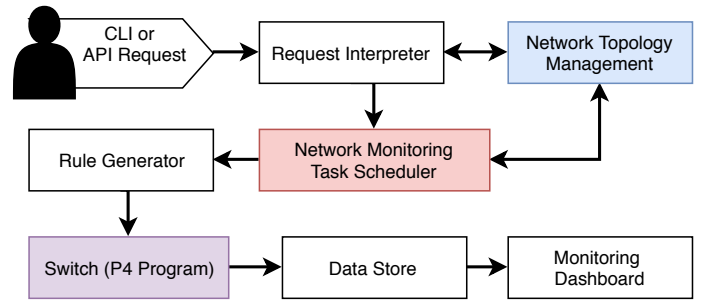 CLI or
API Request
Request Interpreter
Network Topology
Management
Rule Generator
Network Monitoring
Task Scheduler
Switch (P4 Program)
Data Store
Monitoring
Dashboard